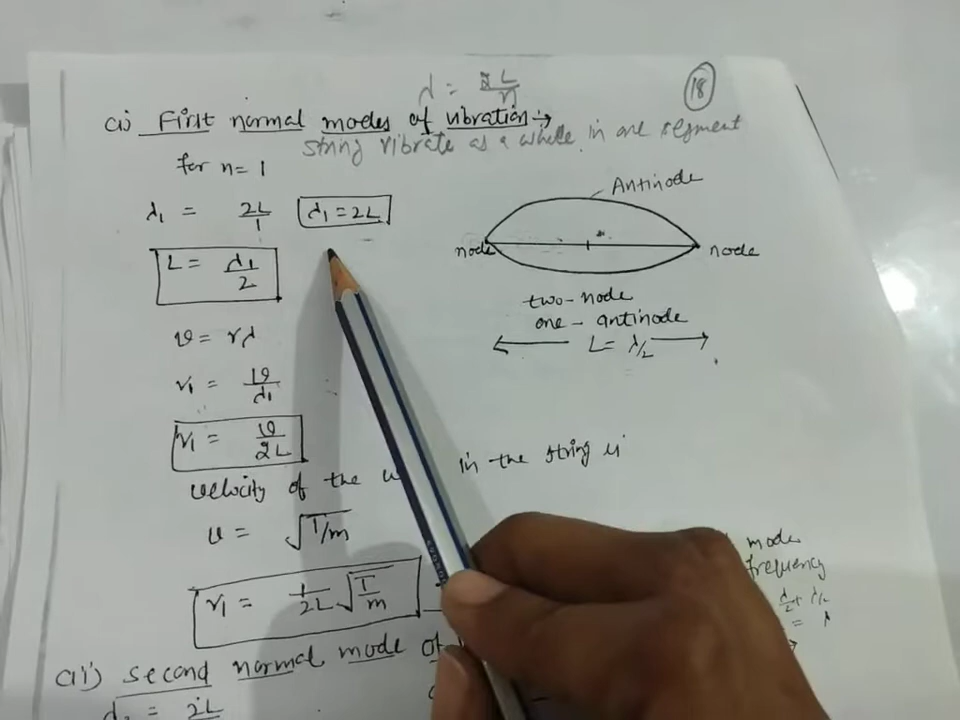 λ = 2L/n
18
(i) First normal modes of vibration →
string vibrate as a whole in one segment
for n = 1
λ₁ = 2L/1 λ₁ = 2L
Antinode
node node
L = λ₁/2
two-node
one-antinode
L = λ/2
v = νλ
ν₁ = v/λ₁
ν₁ = v/2L
velocity of the in the string is
v = √T/m
ν₁ = 1/2L √T/m
mode
frequency
λ/2 + λ/2
= λ
(ii) second normal mode of
λ₂ = 2L